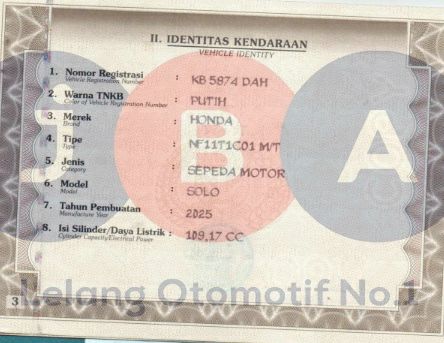 II. IDENTITAS KENDARAAN
VEHICLE IDENTITY
1. Nomor Registrasi : KB 5874 DAH
Vehicle Registration Number
2. Warna TNKB : PUTIH
Color of Vehicle Registration Number
3. Merek : HONDA
Brand
4. Tipe : NF11T1C01 M/T
Type
5. Jenis : SEPEDA MOTOR
Category
6. Model : SOLO
Model
7. Tahun Pembuatan : 2025
Manufacture Year
8. Isi Silinder/Daya Listrik : 109,17 CC
Cylinder Capacity/Electrical Power
JBA
3
Lelang Otomotif No.1